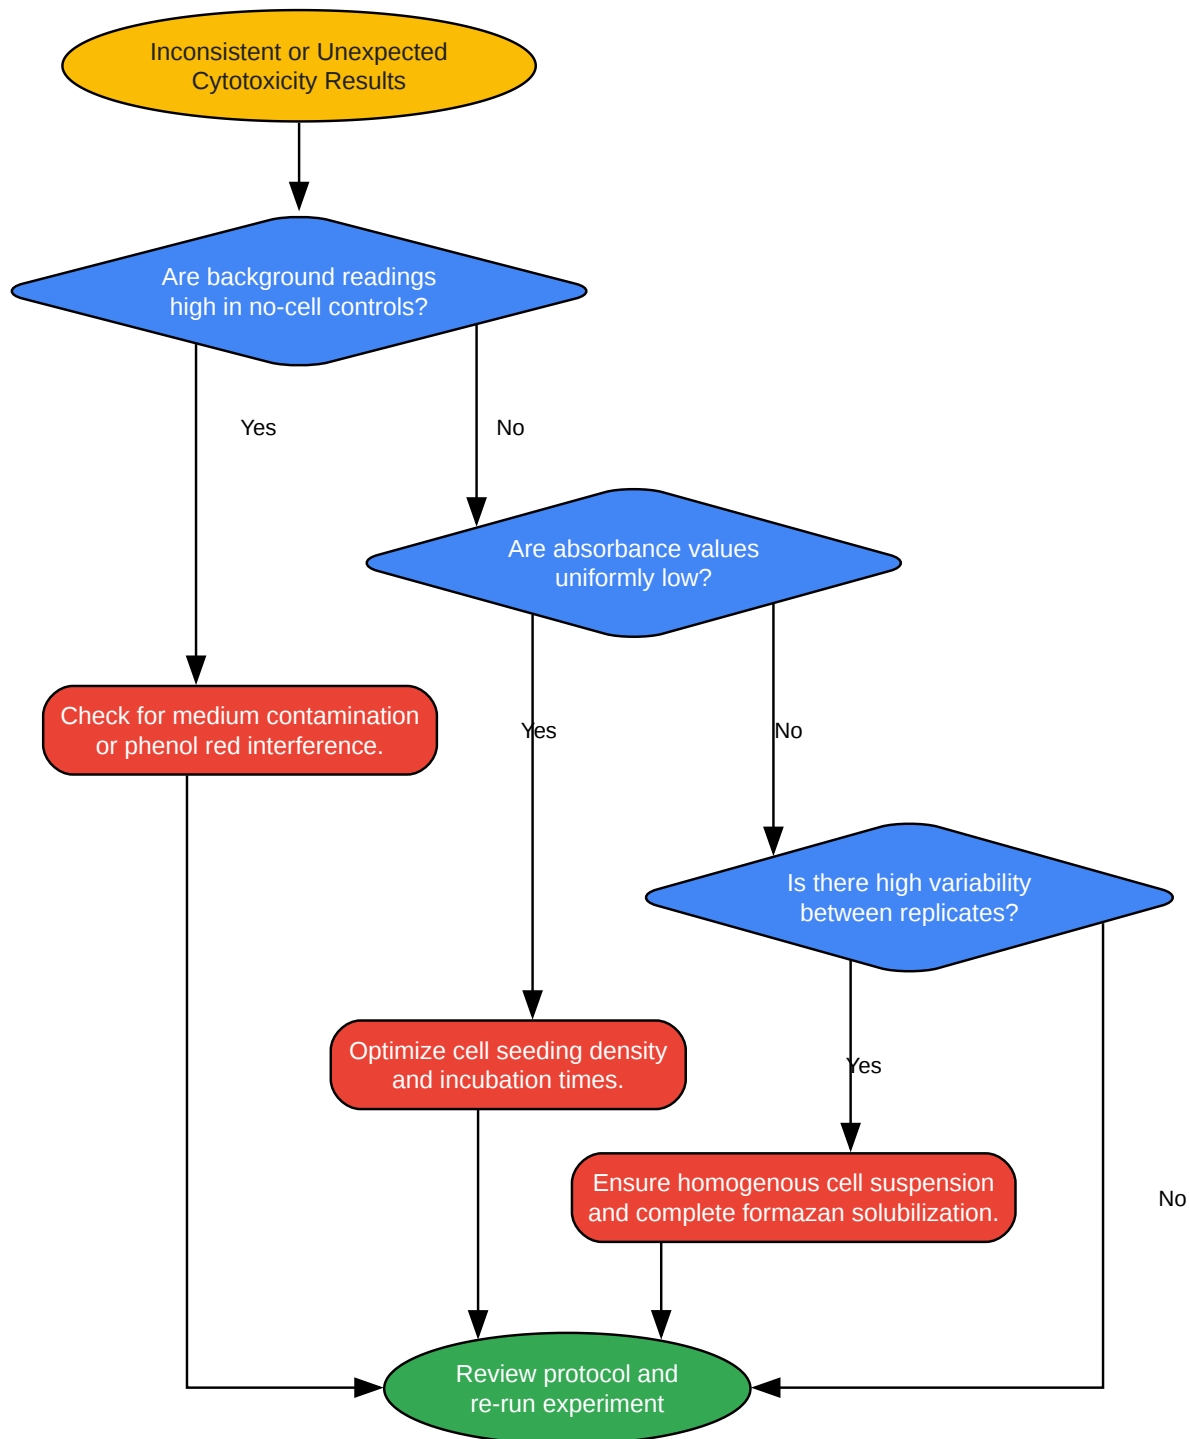 Inconsistent or Unexpected
Cytotoxicity Results
Are background readings
high in no-cell controls?
Yes
No
Are absorbance values
uniformly low?
Check for medium contamination
or phenol red interference.
Yes
No
Is there high variability
between replicates?
Optimize cell seeding density
and incubation times.
Yes
Ensure homogenous cell suspension
and complete formazan solubilization.
No
Review protocol and
re-run experiment